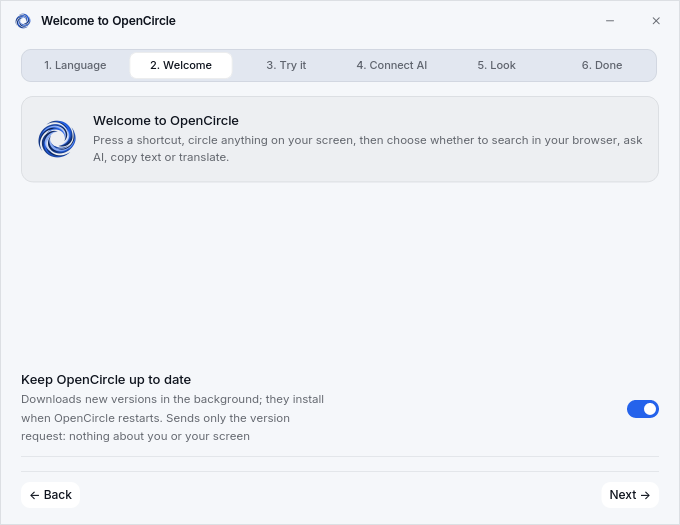 Welcome to OpenCircle
1. Language
2. Welcome
3. Try it
4. Connect AI
5. Look
6. Done
Welcome to OpenCircle
Press a shortcut, circle anything on your screen, then choose whether to search in your browser, ask
AI, copy text or translate.
Keep OpenCircle up to date
Downloads new versions in the background; they install
when OpenCircle restarts. Sends only the version
request: nothing about you or your screen
← Back
Next →